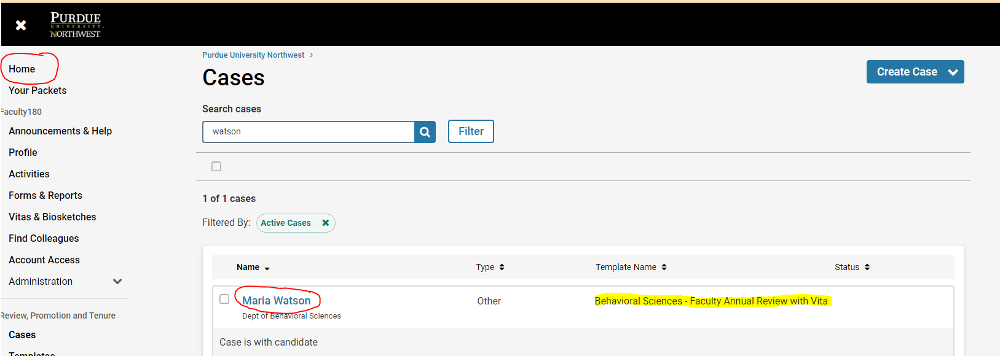 PURDUE
UNIVERSITY.
NORTHWEST.
Home
Your Packets
Faculty180
Announcements & Help
Profile
Activities
Forms & Reports
Vitas & Biosketches
Find Colleagues
Account Access
Administration
Review, Promotion and Tenure
Cases
Templates
Purdue University Northwest >
Cases
Create Case
Search cases
watson
Filter
1 of 1 cases
Filtered By: Active Cases
Name Type Template Name Status
Maria Watson Other Behavioral Sciences - Faculty Annual Review with Vita
Dept of Behavioral Sciences
Case is with candidate